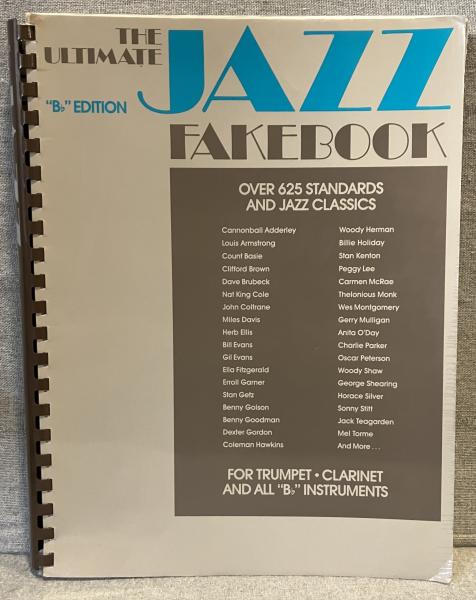 THE
ULTIMATE
JAZZ
"B♭" EDITION
FAKEBOOK
OVER 625 STANDARDS
AND JAZZ CLASSICS
Cannonball Adderley
Louis Armstrong
Count Basie
Clifford Brown
Dave Brubeck
Nat King Cole
John Coltrane
Miles Davis
Herb Ellis
Bill Evans
Gil Evans
Ella Fitzgerald
Erroll Garner
Stan Getz
Benny Golson
Benny Goodman
Dexter Gordon
Coleman Hawkins
Woody Herman
Billie Holiday
Stan Kenton
Peggy Lee
Carmen McRae
Thelonious Monk
Wes Montgomery
Gerry Mulligan
Anita O'Day
Charlie Parker
Oscar Peterson
Woody Shaw
George Shearing
Horace Silver
Sonny Stitt
Jack Teagarden
Mel Torme
And More . . .
FOR TRUMPET • CLARINET
AND ALL "B♭" INSTRUMENTS